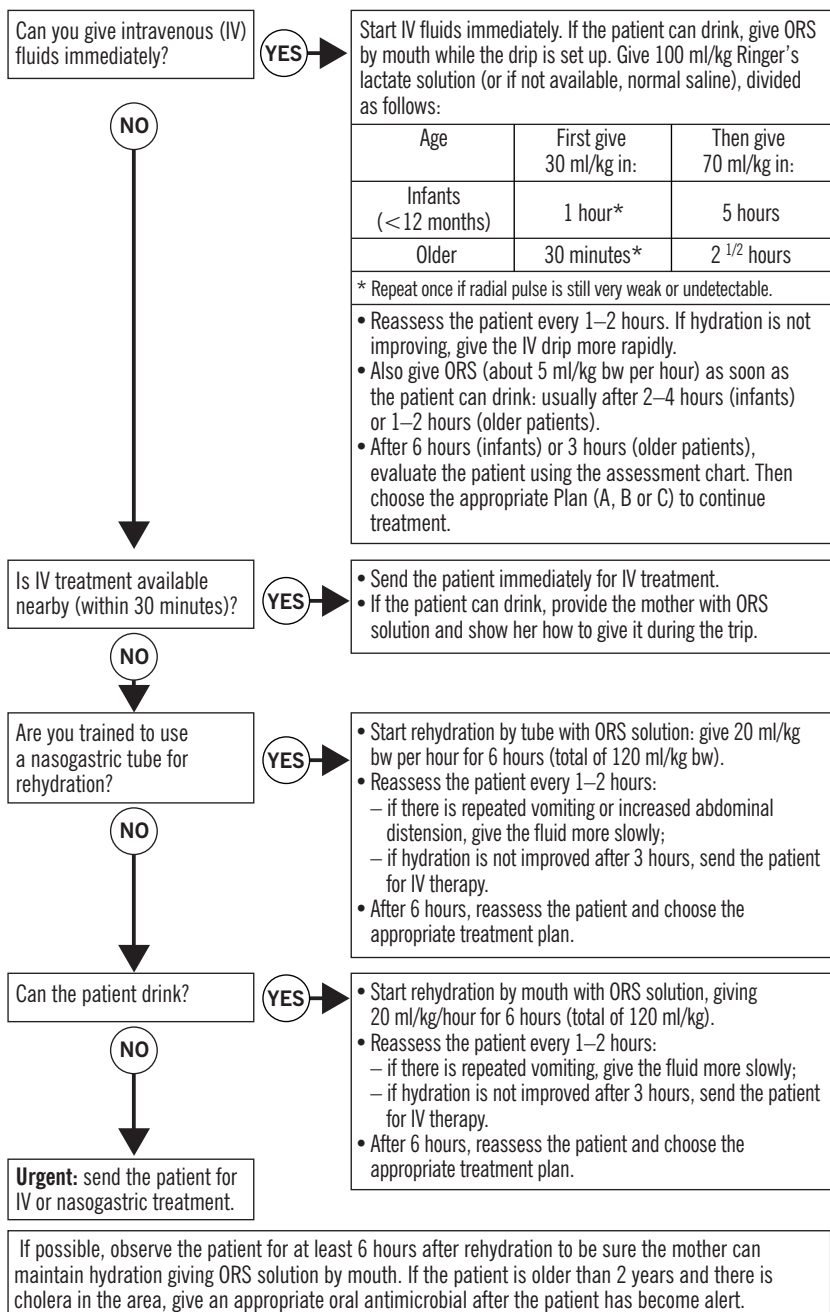 Can you give intravenous (IV)
fluids immediately?
YES
Start IV fluids immediately. If the patient can drink, give ORS
by mouth while the drip is set up. Give 100 ml/kg Ringer’s
lactate solution (or if not available, normal saline), divided
as follows:
Age
First give
30 ml/kg in:
Then give
70 ml/kg in:
Infants
(<12 months)
1 hour*
5 hours
Older
30 minutes*
2 1/2 hours
* Repeat once if radial pulse is still very weak or undetectable.
• Reassess the patient every 1–2 hours. If hydration is not
improving, give the IV drip more rapidly.
• Also give ORS (about 5 ml/kg bw per hour) as soon as
the patient can drink: usually after 2–4 hours (infants)
or 1–2 hours (older patients).
• After 6 hours (infants) or 3 hours (older patients),
evaluate the patient using the assessment chart. Then
choose the appropriate Plan (A, B or C) to continue
treatment.
NO
Is IV treatment available
nearby (within 30 minutes)?
YES
• Send the patient immediately for IV treatment.
• If the patient can drink, provide the mother with ORS
solution and show her how to give it during the trip.
NO
Are you trained to use
a nasogastric tube for
rehydration?
YES
• Start rehydration by tube with ORS solution: give 20 ml/kg
bw per hour for 6 hours (total of 120 ml/kg bw).
• Reassess the patient every 1–2 hours:
– if there is repeated vomiting or increased abdominal
distension, give the fluid more slowly;
– if hydration is not improved after 3 hours, send the patient
for IV therapy.
• After 6 hours, reassess the patient and choose the
appropriate treatment plan.
NO
Can the patient drink?
YES
• Start rehydration by mouth with ORS solution, giving
20 ml/kg/hour for 6 hours (total of 120 ml/kg).
• Reassess the patient every 1–2 hours:
– if there is repeated vomiting, give the fluid more slowly;
– if hydration is not improved after 3 hours, send the patient
for IV therapy.
• After 6 hours, reassess the patient and choose the
appropriate treatment plan.
NO
Urgent: send the patient for
IV or nasogastric treatment.
If possible, observe the patient for at least 6 hours after rehydration to be sure the mother can
maintain hydration giving ORS solution by mouth. If the patient is older than 2 years and there is
cholera in the area, give an appropriate oral antimicrobial after the patient has become alert.